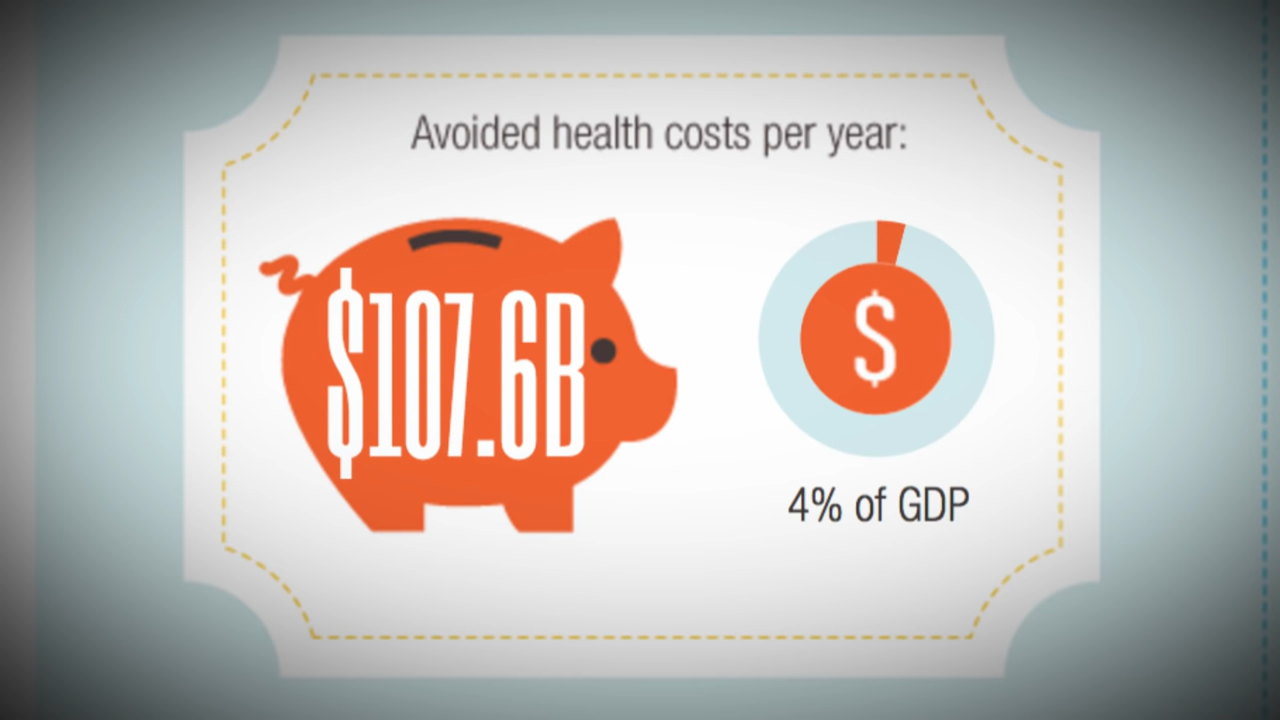 Avoided health costs per year:
$107.6B
$
4% of GDP